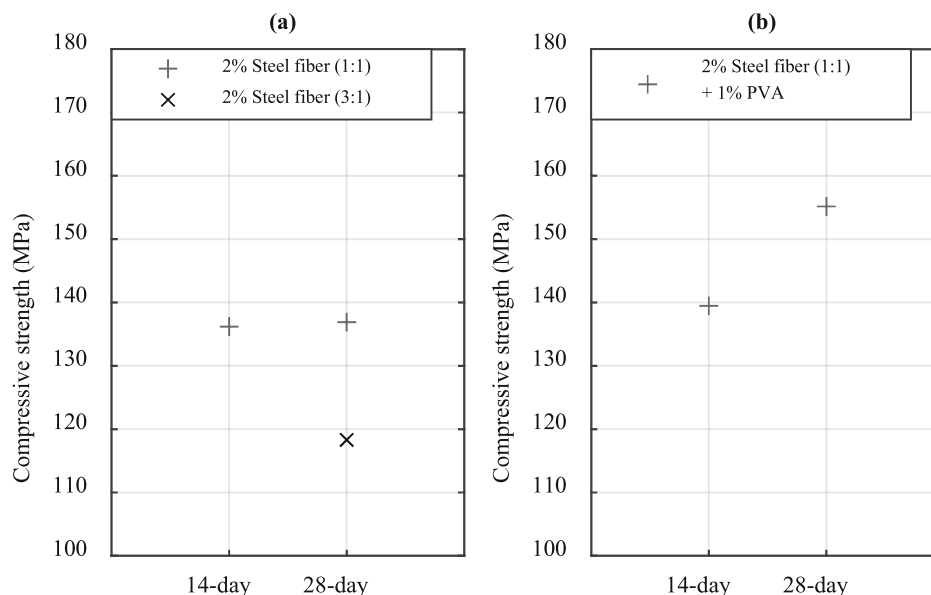 (a)
180
2% Steel fiber (1:1)
2% Steel fiber (3:1)
170
160
150
140
130
120
110
100
Compressive strength (MPa)
14-day
28-day
(b)
180
2% Steel fiber (1:1)
+ 1% PVA
170
160
150
140
130
120
110
100
Compressive strength (MPa)
14-day
28-day